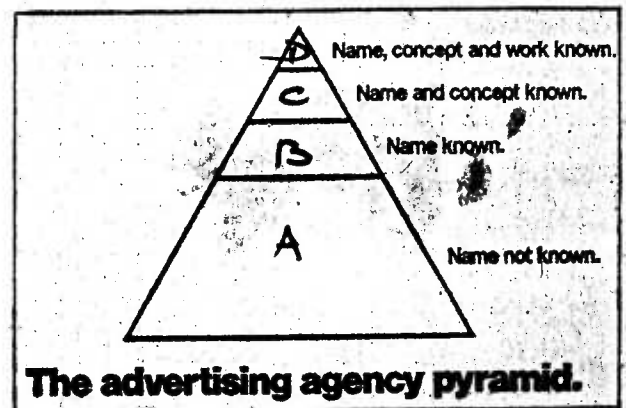 D
Name, concept and work known.
C
Name and concept known.
B
Name known.
A
Name not known.
The advertising agency pyramid.